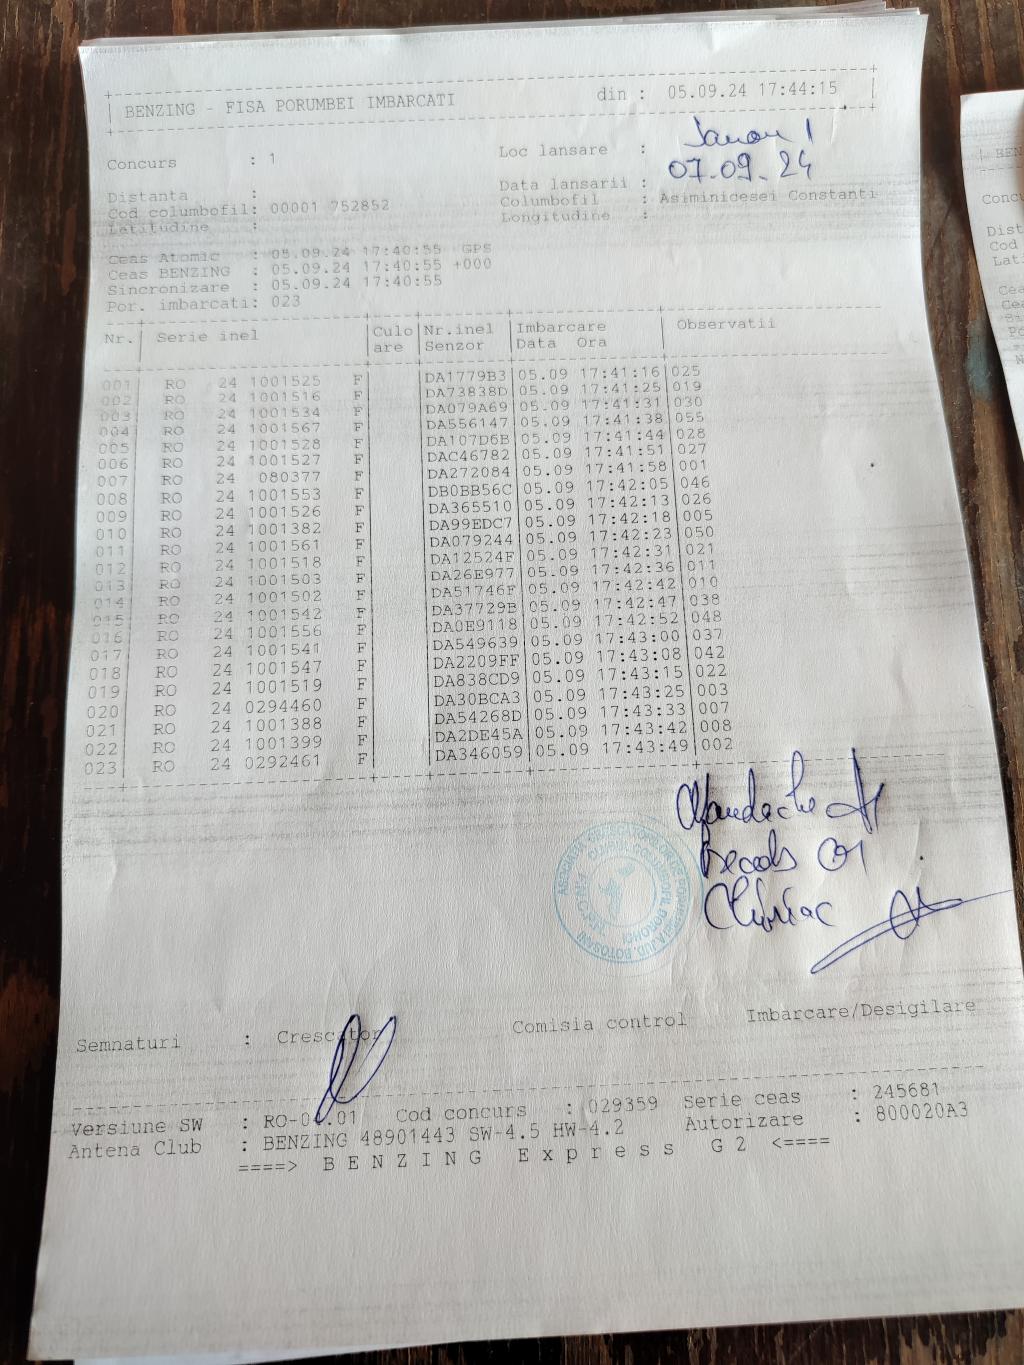 BENZING - FISA PORUMBEI IMBARCATI din : 05.09.24 17:44:15
Concurs : 1 Loc lansare :
07.09.24
Distanta : Data lansarii :
Cod columbofil: 00001 752852 Columbofil : Asiminicesei Constanti
Latitudine : Longitudine :
Ceas Atomic : 05.09.24 17:40:55 GPS
Ceas BENZING : 05.09.24 17:40:55 +000
Sincronizare : 05.09.24 17:40:55
Por. imbarcati: 023
Nr. Serie inel Culo Nr.inel Imbarcare Observatii
are Senzor Data Ora
001 RO 24 1001525 F DA1779B3 05.09 17:41:16 025
002 RO 24 1001516 F DA73838D 05.09 17:41:25 019
003 RO 24 1001534 F DA079A69 05.09 17:41:31 030
004 RO 24 1001567 F DA556147 05.09 17:41:38 055
005 RO 24 1001528 F DA107D6B 05.09 17:41:44 028
006 RO 24 1001527 F DAC46782 05.09 17:41:51 027
007 RO 24 080377 F DA272084 05.09 17:41:58 001
008 RO 24 1001553 F DB0BB56C 05.09 17:42:05 046
009 RO 24 1001526 F DA365510 05.09 17:42:13 026
010 RO 24 1001382 F DA99EDC7 05.09 17:42:18 005
011 RO 24 1001561 F DA079244 05.09 17:42:23 050
012 RO 24 1001518 F DA12524F 05.09 17:42:31 021
013 RO 24 1001503 F DA26E977 05.09 17:42:36 011
014 RO 24 1001502 F DA51746F 05.09 17:42:42 010
015 RO 24 1001542 F DA37729B 05.09 17:42:47 038
016 RO 24 1001556 F DA0E9118 05.09 17:42:52 048
017 RO 24 1001541 F DA549639 05.09 17:43:00 037
018 RO 24 1001547 F DA2209FF 05.09 17:43:08 042
019 RO 24 1001519 F DA838CD9 05.09 17:43:15 022
020 RO 24 0294460 F DA30BCA3 05.09 17:43:25 003
021 RO 24 1001388 F DA54268D 05.09 17:43:33 007
022 RO 24 1001399 F DA2DE45A 05.09 17:43:42 008
023 RO 24 0292461 F DA346059 05.09 17:43:49 002
CLUBUL COLUMBOFIL DOROHOI
JUD. BOTOSANI
Semnaturi : Crescator Comisia control Imbarcare/Desigilare
Versiune SW : Cod concurs : 029359 Serie ceas : 245681
Antena Club : BENZING 48901443 SW-4.5 HW-4.2 Autorizare : 800020A3
====> B E N Z I N G E x p r e s s G 2 <====